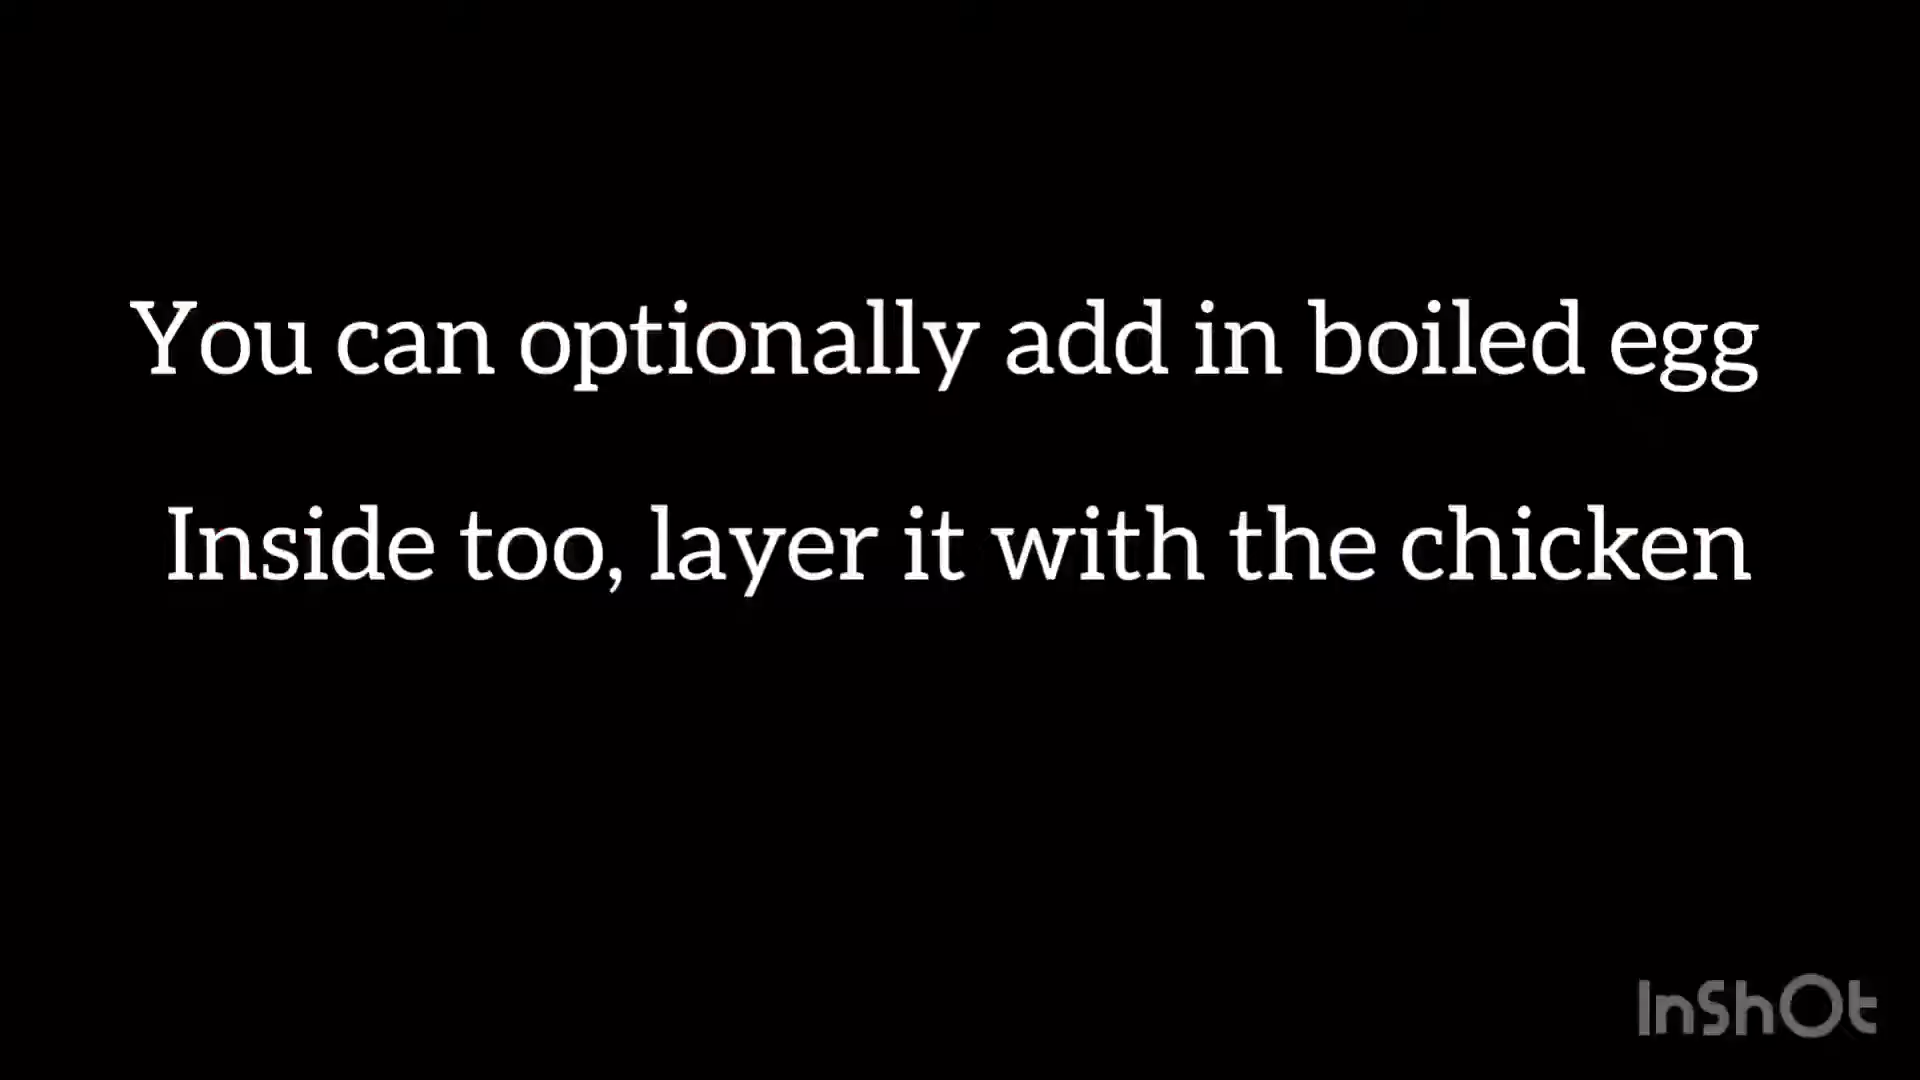 You can optionally add in boiled egg
Inside too, layer it with the chicken
InShOt